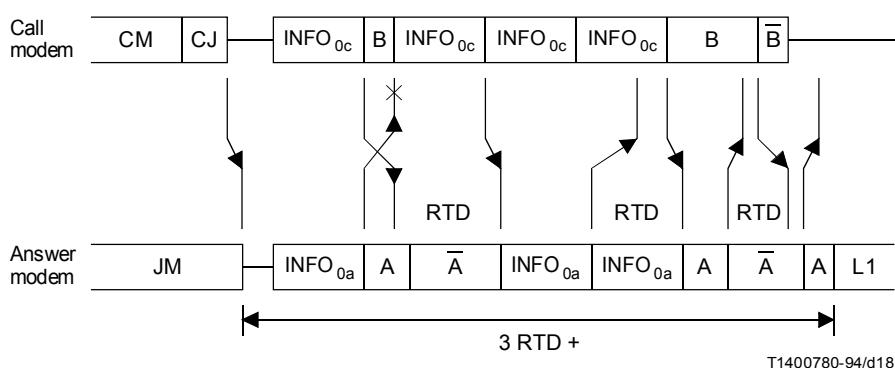 Call modem
CM CJ INFO0c B INFO0c INFO0c INFO0c B B̅
RTD RTD RTD
Answer modem
JM INFO0a A A̅ INFO0a INFO0a A A̅ A L1
3 RTD +
T1400780-94/d18